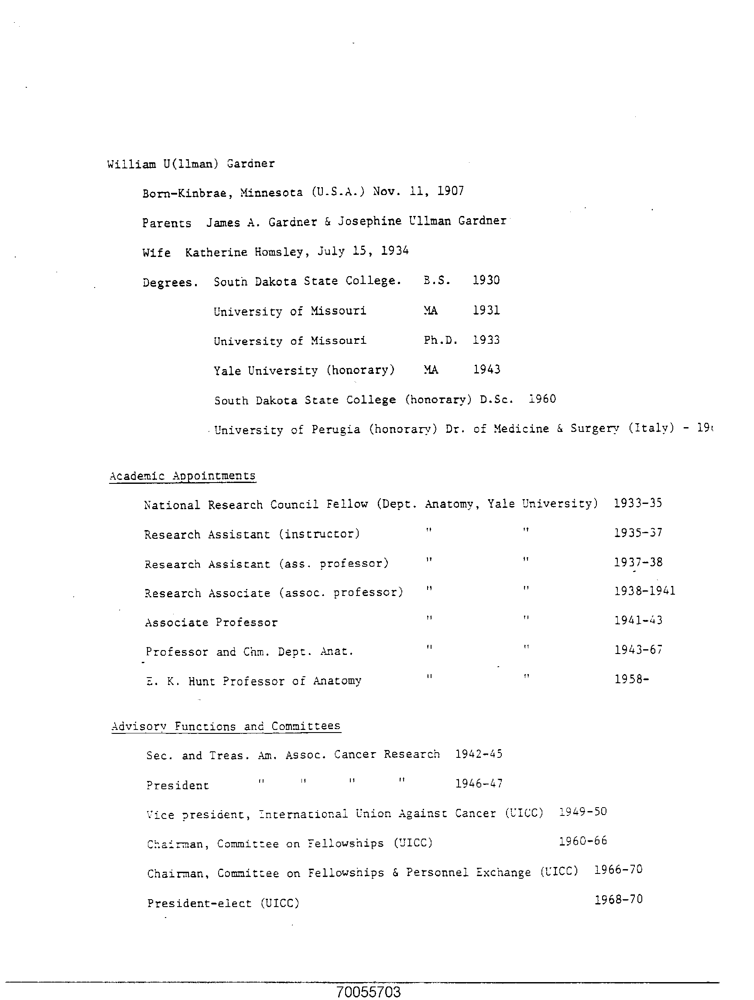 William U(llman) Gardner
Born-Kinbrae, Minnesota (U.S.A.) Nov. 11, 1907
Parents James A. Gardner & Josephine Ullman Gardner
Wife Katherine Homsley, July 15, 1934
Degrees. South Dakota State College. B.S. 1930
University of Missouri MA 1931
University of Missouri Ph.D. 1933
Yale University (honorary) MA 1943
South Dakota State College (honorary) D.Sc. 1960
University of Perugia (honorary) Dr. of Medicine & Surgery (Italy) -
Academic Appointments
National Research Council Fellow (Dept. Anatomy, Yale University) 1933-35
Research Assistant (instructor) " " 1935-37
Research Assistant (ass. professor) " " 1937-38
Research Associate (assoc. professor) " " 1938-1941
Associate Professor " " 1941-43
Professor and Chm. Dept. Anat. " " 1943-67
E. K. Hunt Professor of Anatomy " " 1958-
Advisory Functions and Committees
Sec. and Treas. Am. Assoc. Cancer Research 1942-45
President " " " " 1946-47
Vice president, International Union Against Cancer (UICC) 1949-50
Chairman, Committee on Fellowships (UICC) 1960-66
Chairman, Committee on Fellowships & Personnel Exchange (UICC) 1966-70
President-elect (UICC) 1968-70
70055703